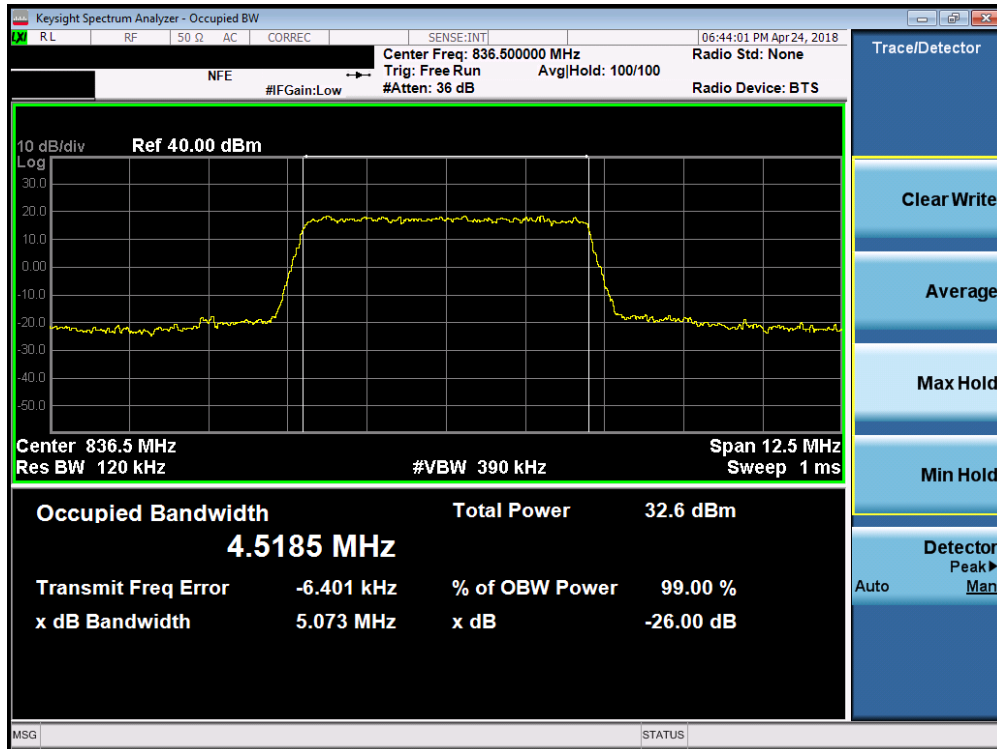 Keysight Spectrum Analyzer - Occupied BW
LXI RL RF 50 Ω AC CORREC SENSE:INT 06:44:01 PM Apr 24, 2018
Center Freq: 836.500000 MHz Radio Std: None
NFE Trig: Free Run Avg|Hold: 100/100
#IFGain:Low #Atten: 36 dB Radio Device: BTS
10 dB/div Ref 40.00 dBm
Log
30.0
20.0
10.0
0.00
-10.0
-20.0
-30.0
-40.0
-50.0
Center 836.5 MHz Span 12.5 MHz
Res BW 120 kHz #VBW 390 kHz Sweep 1 ms
Occupied Bandwidth Total Power 32.6 dBm
4.5185 MHz
Transmit Freq Error -6.401 kHz % of OBW Power 99.00 %
x dB Bandwidth 5.073 MHz x dB -26.00 dB
MSG STATUS
Trace/Detector
Clear Write
Average
Max Hold
Min Hold
Detector
Peak▶
Auto Man